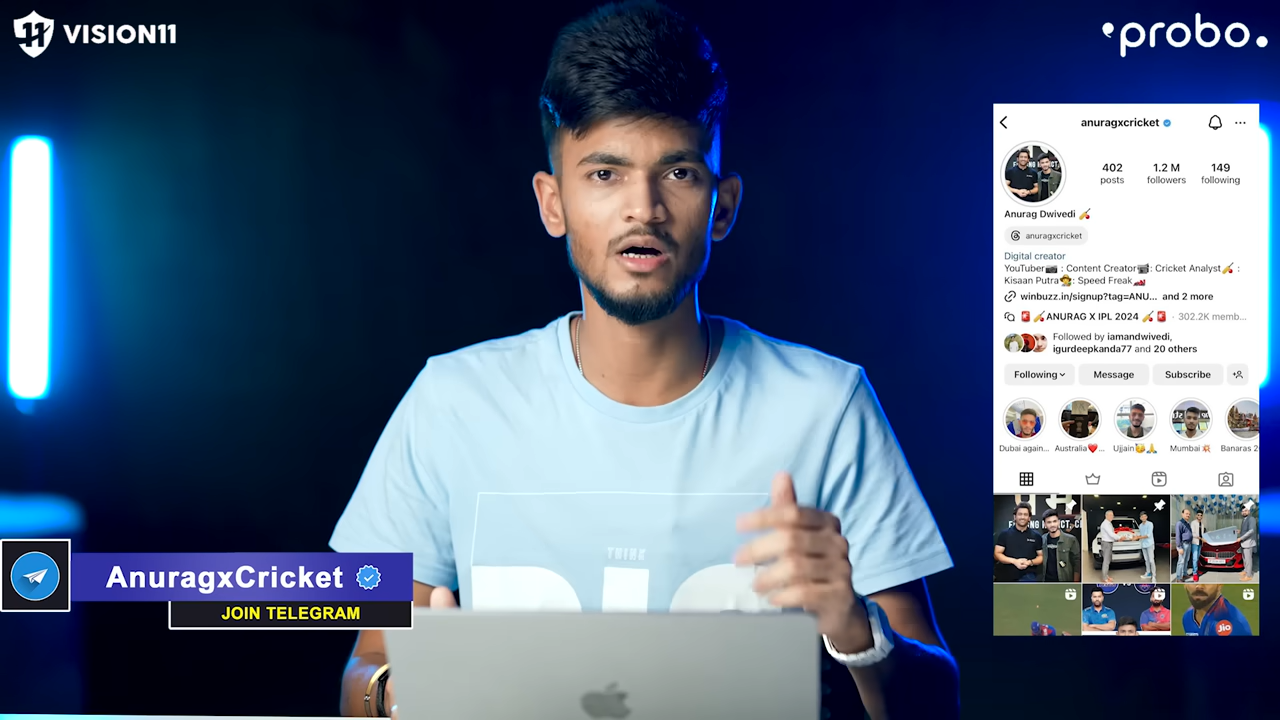 VISION11
probo.
anuragxcricket
402 1.2 M 149
posts followers following
Anurag Dwivedi
anuragxcricket
Digital creator
YouTuber📷 : Content Creator📹: Cricket Analyst🏏 :
Kisaan Putra👨‍🌾: Speed Freak🏎️
winbuzz.in/signup?tag=ANU... and 2 more
🚨🏏ANURAG X IPL 2024 🏏🚨 · 302.2K memb...
Followed by iamandwivedi,
igurdeepkanda77 and 20 others
Following Message Subscribe
Dubai again... Australia❤️... Ujjain🥳🙏 Mumbai💥 Banaras 2
Jio
AnuragxCricket
JOIN TELEGRAM